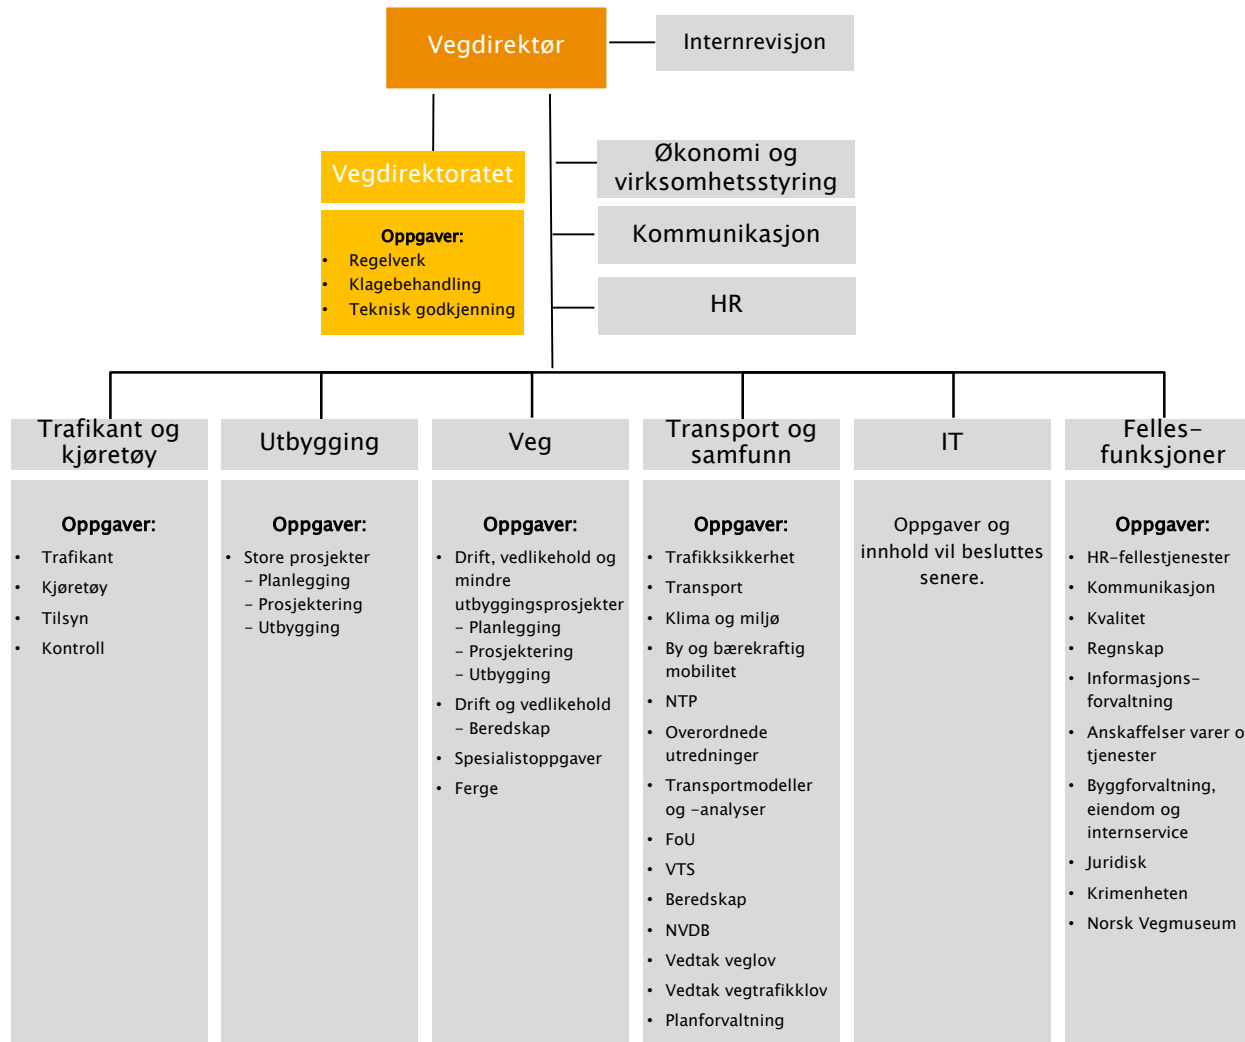 Vegdirektør
Internrevisjon
Vegdirektoratet
Oppgaver:
• Regelverk
• Klagebehandling
• Teknisk godkjenning
Økonomi og
virksomhetsstyring
Kommunikasjon
HR
Trafikant og
kjøretøy
Oppgaver:
• Trafikant
• Kjøretøy
• Tilsyn
• Kontroll
Utbygging
Oppgaver:
• Store prosjekter
– Planlegging
– Prosjektering
– Utbygging
Veg
Oppgaver:
• Drift, vedlikehold og
mindre
utbyggingsprosjekter
– Planlegging
– Prosjektering
– Utbygging
• Drift og vedlikehold
– Beredskap
• Spesialistoppgaver
• Ferge
Transport og
samfunn
Oppgaver:
• Trafikksikkerhet
• Transport
• Klima og miljø
• By og bærekraftig
mobilitet
• NTP
• Overordnede
utredninger
• Transportmodeller
og –analyser
• FoU
• VTS
• Beredskap
• NVDB
• Vedtak veglov
• Vedtak vegtrafikklov
• Planforvaltning
IT
Oppgaver og
innhold vil besluttes
senere.
Felles–
funksjoner
Oppgaver:
• HR–fellestjenester
• Kommunikasjon
• Kvalitet
• Regnskap
• Informasjons–
forvaltning
• Anskaffelser varer o
tjenester
• Byggforvaltning,
eiendom og
internservice
• Juridisk
• Krimenheten
• Norsk Vegmuseum